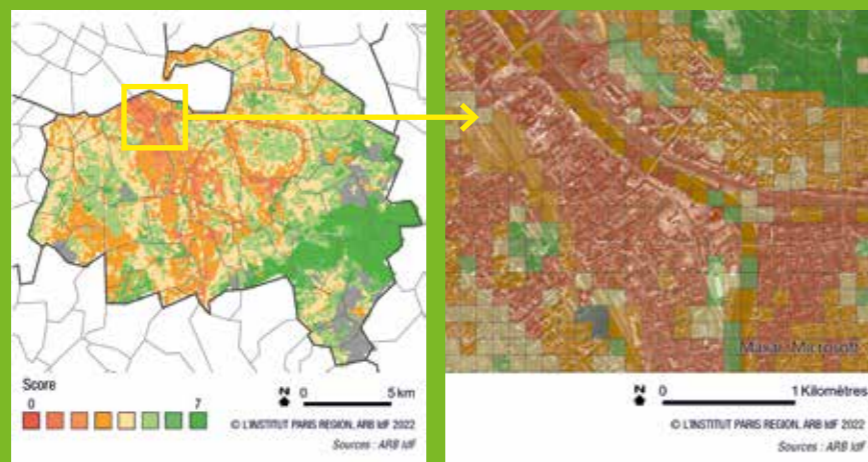 Score
0 7
N 0 5 km
© L'INSTITUT PARIS REGION, ARB IdF 2022
Sources : ARB IdF
Maxar, Microsoft
N 0 1 Kilomètres
© L'INSTITUT PARIS REGION, ARB IdF 2022
Sources : ARB IdF